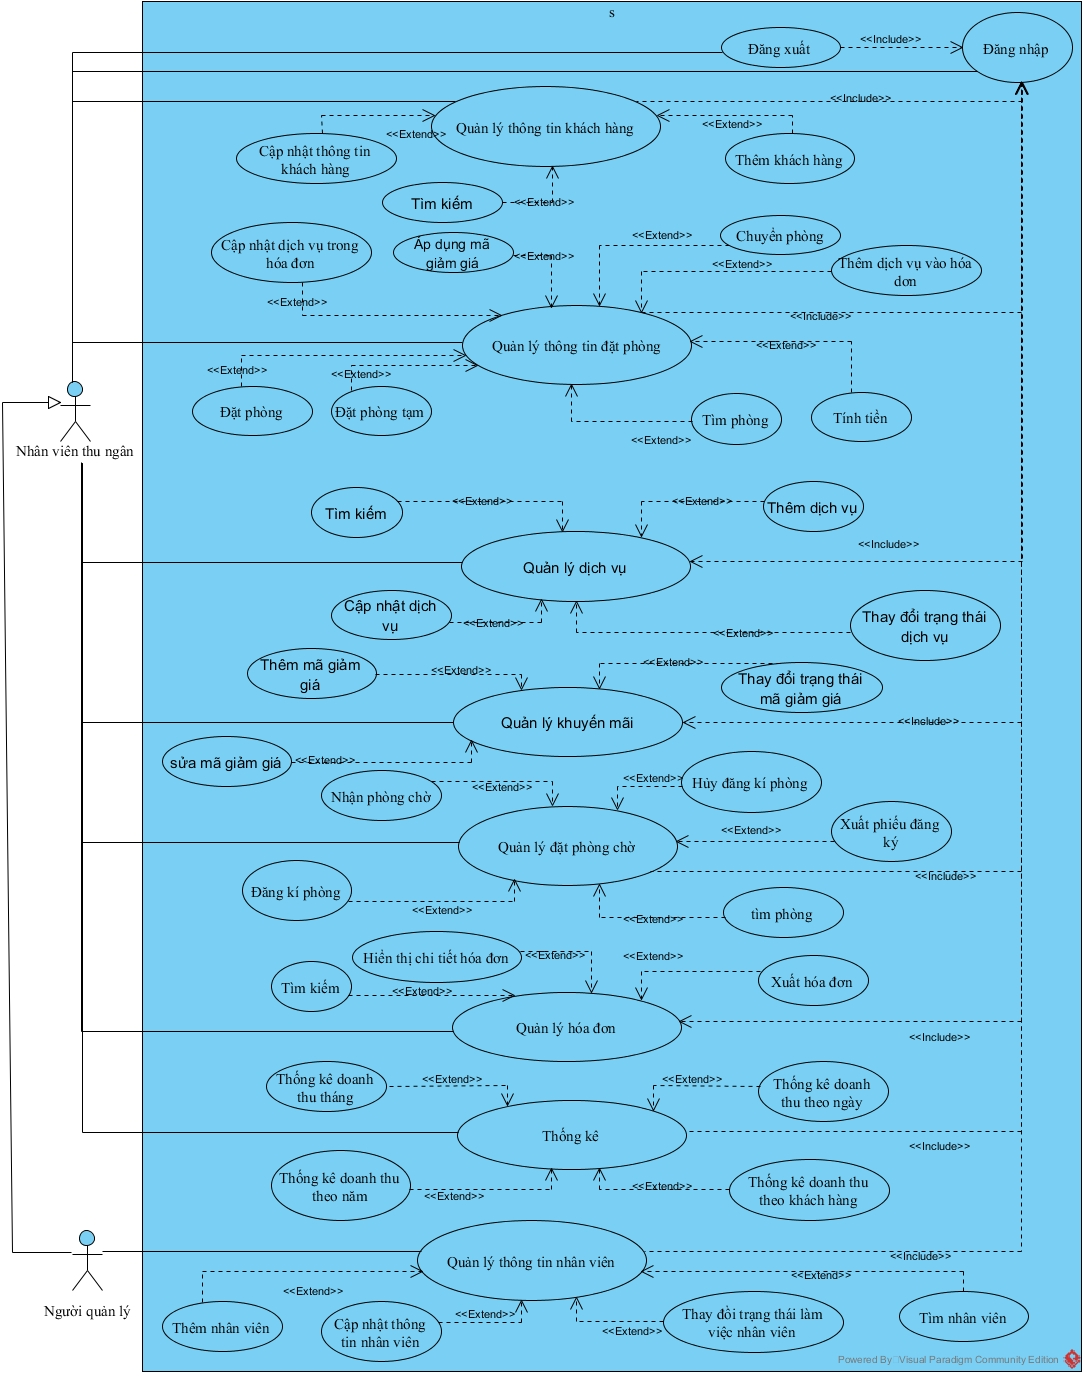 s
Đăng xuất
<<Include>>
Đăng nhập
<<Include>>
Quản lý thông tin khách hàng
<<Extend>>
<<Extend>>
Cập nhật thông tin
khách hàng
Thêm khách hàng
Tìm kiếm
<<Extend>>
Cập nhật dịch vụ trong
hóa đơn
Áp dụng mã
giảm giá
<<Extend>>
<<Extend>>
Chuyển phòng
<<Extend>>
Thêm dịch vụ vào hóa
dơn
<<Extend>>
<<Include>>
Quản lý thông tin đặt phòng
<<Extend>>
<<Extend>>
<<Extend>>
Đặt phòng
Đặt phòng tạm
Tìm phòng
Tính tiền
<<Extend>>
Nhân viên thu ngân
Tìm kiếm
<<Extend>>
<<Extend>>
Thêm dịch vụ
<<Include>>
Quản lý dịch vụ
Cập nhật dịch
vụ
<<Extend>>
<<Extend>>
Thay đổi trạng thái
dịch vụ
Thêm mã giảm
giá
<<Extend>>
<<Extend>>
Thay đổi trạng thái
mã giảm giá
Quản lý khuyến mãi
<<Include>>
sửa mã giảm giá
<<Extend>>
Nhận phòng chờ
<<Extend>>
<<Extend>>
Hủy đăng kí phòng
Xuất phiếu đăng
ký
<<Extend>>
Quản lý đặt phòng chờ
<<Include>>
Đăng kí phòng
<<Extend>>
<<Extend>>
tìm phòng
Hiển thị chi tiết hóa đơn
<<Extend>>
<<Extend>>
Tìm kiếm
<<Extend>>
Xuất hóa đơn
Quản lý hóa đơn
<<Include>>
Thống kê doanh
thu tháng
<<Extend>>
<<Extend>>
Thống kê doanh
thu theo ngày
Thống kê
<<Include>>
Thống kê doanh thu
theo năm
<<Extend>>
<<Extend>>
Thống kê doanh thu
theo khách hàng
Quản lý thông tin nhân viên
<<Include>>
<<Extend>>
<<Extend>>
Người quản lý
Thêm nhân viên
Cập nhật thông
tin nhân viên
<<Extend>>
<<Extend>>
Thay đồi trạng thái làm
việc nhân viên
Tìm nhân viên
Powered By Visual Paradigm Community Edition